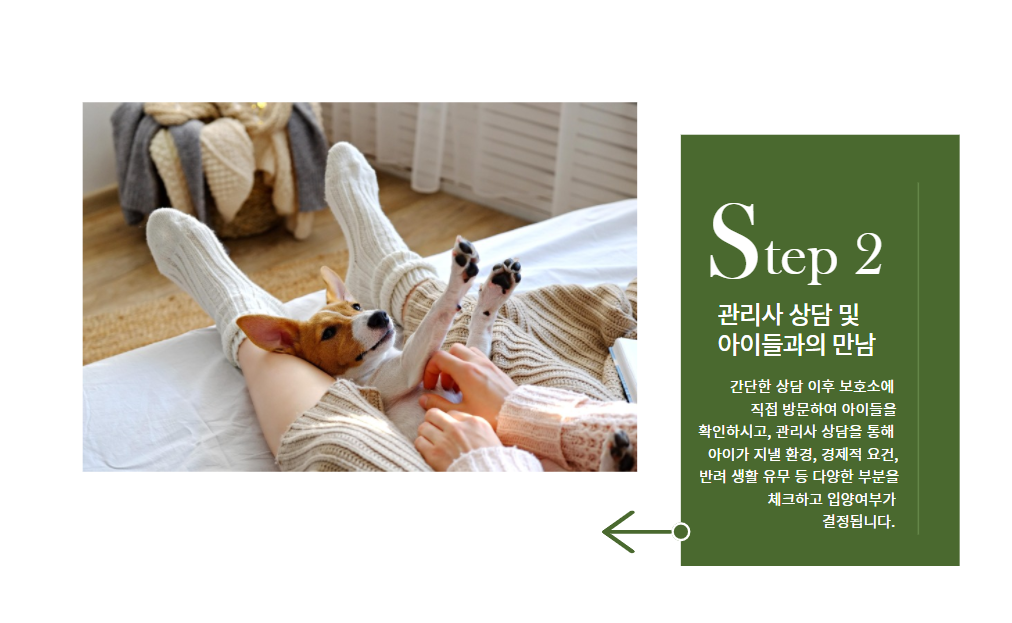 Step 2
관리사 상담 및
아이들과의 만남
간단한 상담 이후 보호소에
직접 방문하여 아이들을
확인하시고, 관리사 상담을 통해
아이가 지낼 환경, 경제적 요건,
반려 생활 유무 등 다양한 부분을
체크하고 입양여부가
결정됩니다.